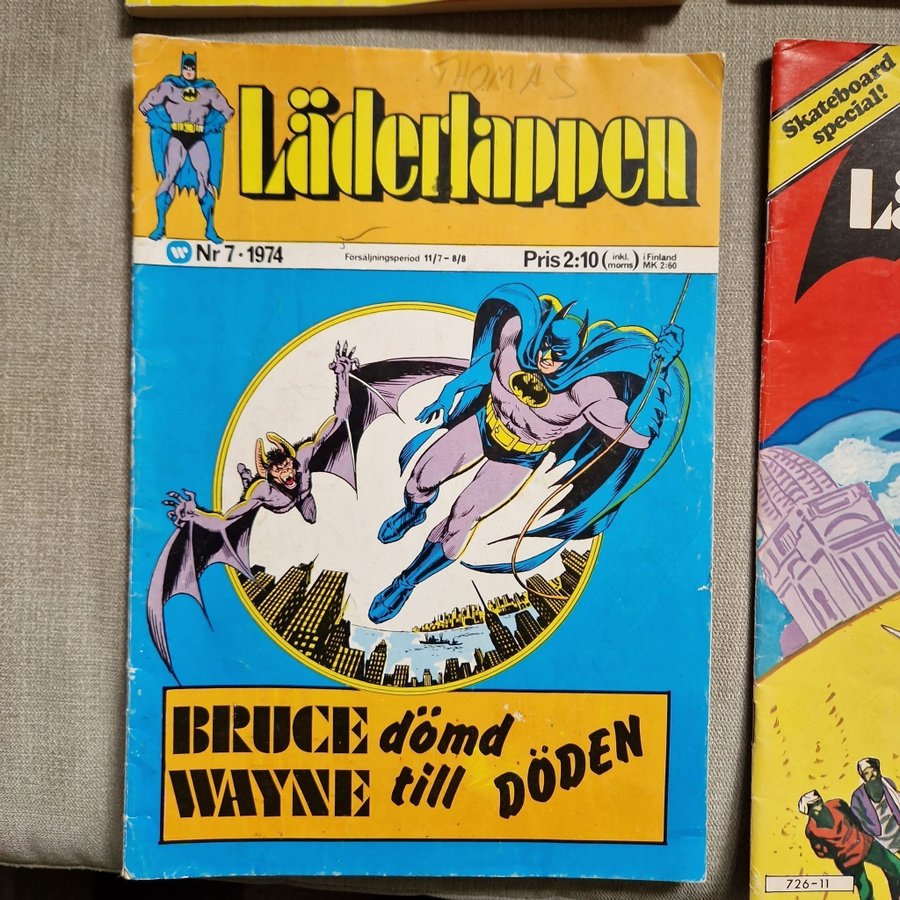 THOMAS
Läderlappen
W Nr 7 • 1974
Försäljningsperiod 11/7 – 8/8
Pris 2:10 (inkl. moms) i Finland MK 2:60
BRUCE dömd
WAYNE till DÖDEN
Skateboard
special!
Lä
726-11